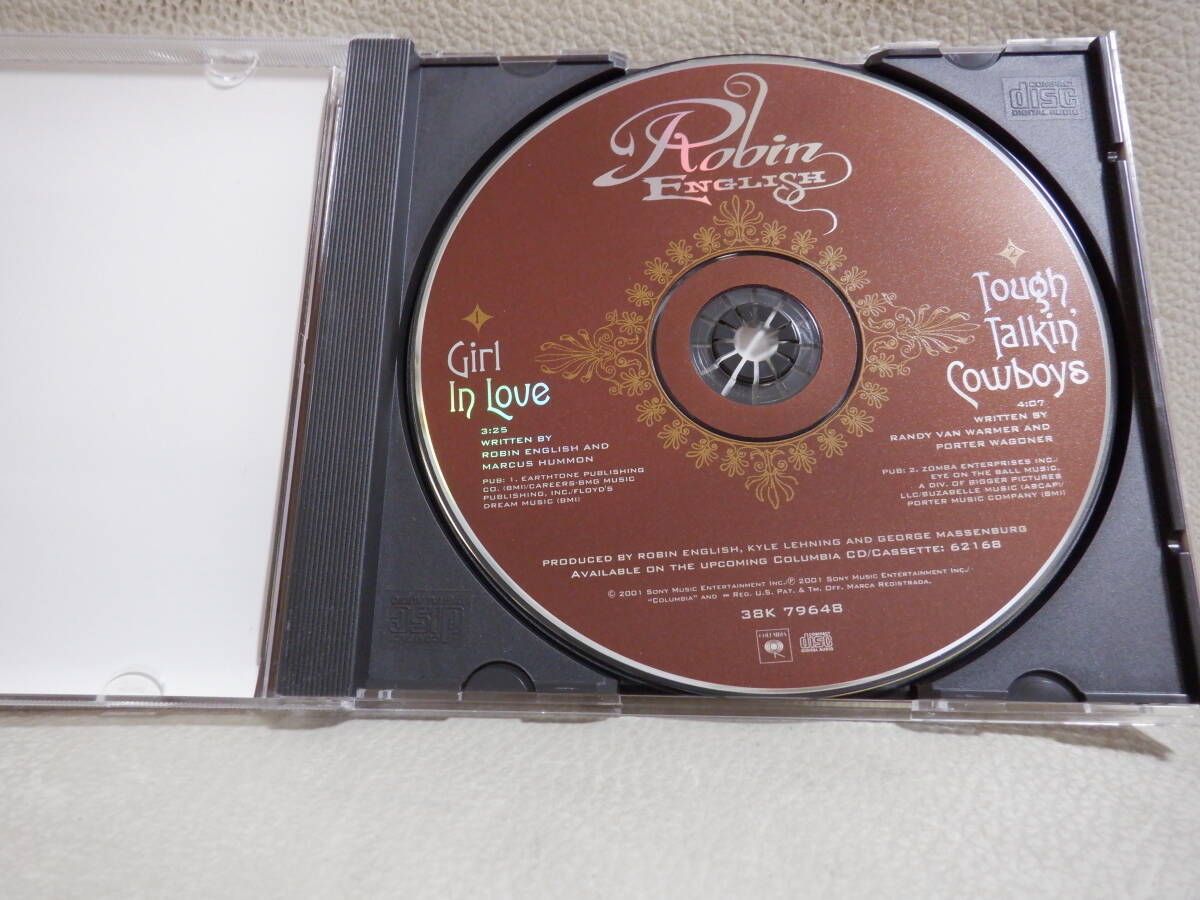 Robin
English
1
Girl
In Love
3:25
Written by
Robin English and
Marcus Hummon
Pub: 1. Earthtone Publishing
Co. (BMI)/Careers-BMG Music
Publishing, Inc./Floyd's
Dream Music (BMI)
2
Tough
Talkin'
Cowboys
4:07
Written by
Randy Van Warmer and
Porter Wagoner
Pub: 2. Zomba Enterprises Inc./
Eye on the Ball Music,
a div. of Bigger Pictures
LLC/Suzabelle Music (ASCAP)/
Porter Music Company (BMI)
Produced by Robin English, Kyle Lehning and George Massenburg
Available on the upcoming Columbia CD/Cassette: 62168
© 2001 Sony Music Entertainment Inc./℗ 2001 Sony Music Entertainment Inc./
"Columbia" and Reg. U.S. Pat. & Tm. Off. Marca Registrada.
38K 79648
COLUMBIA
COMPACT
disc
DIGITAL AUDIO
COMPACT
disc
DIGITAL AUDIO